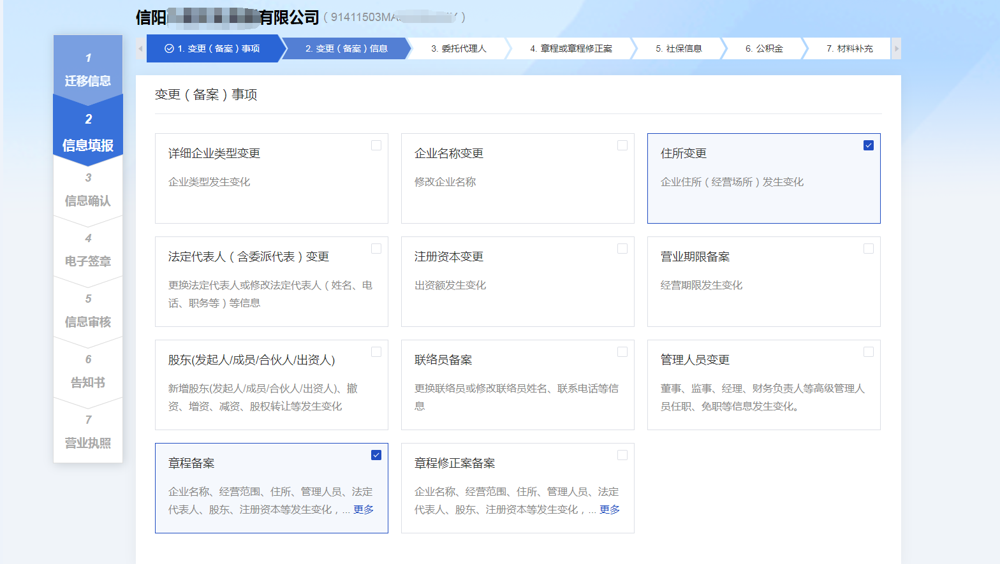 信阳 有限公司（91411503MA ）
1
迁移信息
2
信息填报
3
信息确认
4
电子签章
5
信息审核
6
告知书
7
营业执照
1. 变更（备案）事项
2. 变更（备案）信息
3. 委托代理人
4. 章程或章程修正案
5. 社保信息
6. 公积金
7. 材料补充
变更（备案）事项
详细企业类型变更
企业类型发生变化
企业名称变更
修改企业名称
住所变更
企业住所（经营场所）发生变化
法定代表人（含委派代表）变更
更换法定代表人或修改法定代表人（姓名、电
话、职务等）等信息
注册资本变更
出资额发生变化
营业期限备案
经营期限发生变化
股东(发起人/成员/合伙人/出资人)
新增股东(发起人/成员/合伙人/出资人)、撤
资、增资、减资、股权转让等发生变化
联络员备案
更换联络员或修改联络员姓名、联系电话等信
息
管理人员变更
董事、监事、经理、财务负责人等高级管理人
员任职、免职等信息发生变化。
章程备案
企业名称、经营范围、住所、管理人员、法定
代表人、股东、注册资本等发生变化，... 更多
章程修正案备案
企业名称、经营范围、住所、管理人员、法定
代表人、股东、注册资本等发生变化，... 更多